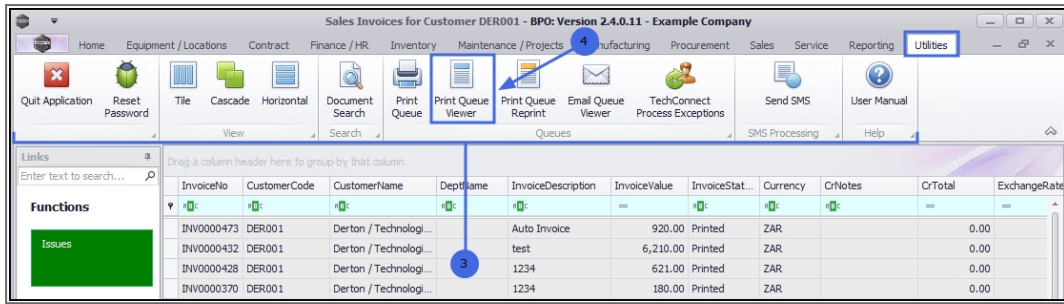 Sales Invoices for Customer DER001 - BPO: Version 2.4.0.11 - Example Company
Home Equipment / Locations Contract Finance / HR Inventory Maintenance / Projects 4 nufacturing Procurement Sales Service Reporting Utilities
Quit Application Reset Password Tile Cascade Horizontal Document Search Print Queue Print Queue Viewer Print Queue Reprint Email Queue Viewer TechConnect Process Exceptions Send SMS User Manual
View Search Queues SMS Processing Help
Links
Drag a column header here to group by that column
Enter text to search...
InvoiceNo CustomerCode CustomerName DeptName InvoiceDescription InvoiceValue InvoiceStat... Currency CrNotes CrTotal ExchangeRate
Functions
Issues
INV0000473 DER001 Derton / Technologi... Auto Invoice 920.00 Printed ZAR 0.00
INV0000432 DER001 Derton / Technologi... test 6,210.00 Printed ZAR 0.00
3
INV0000428 DER001 Derton / Technologi... 1234 621.00 Printed ZAR 0.00
INV0000370 DER001 Derton / Technologi... 1234 180.00 Printed ZAR 0.00